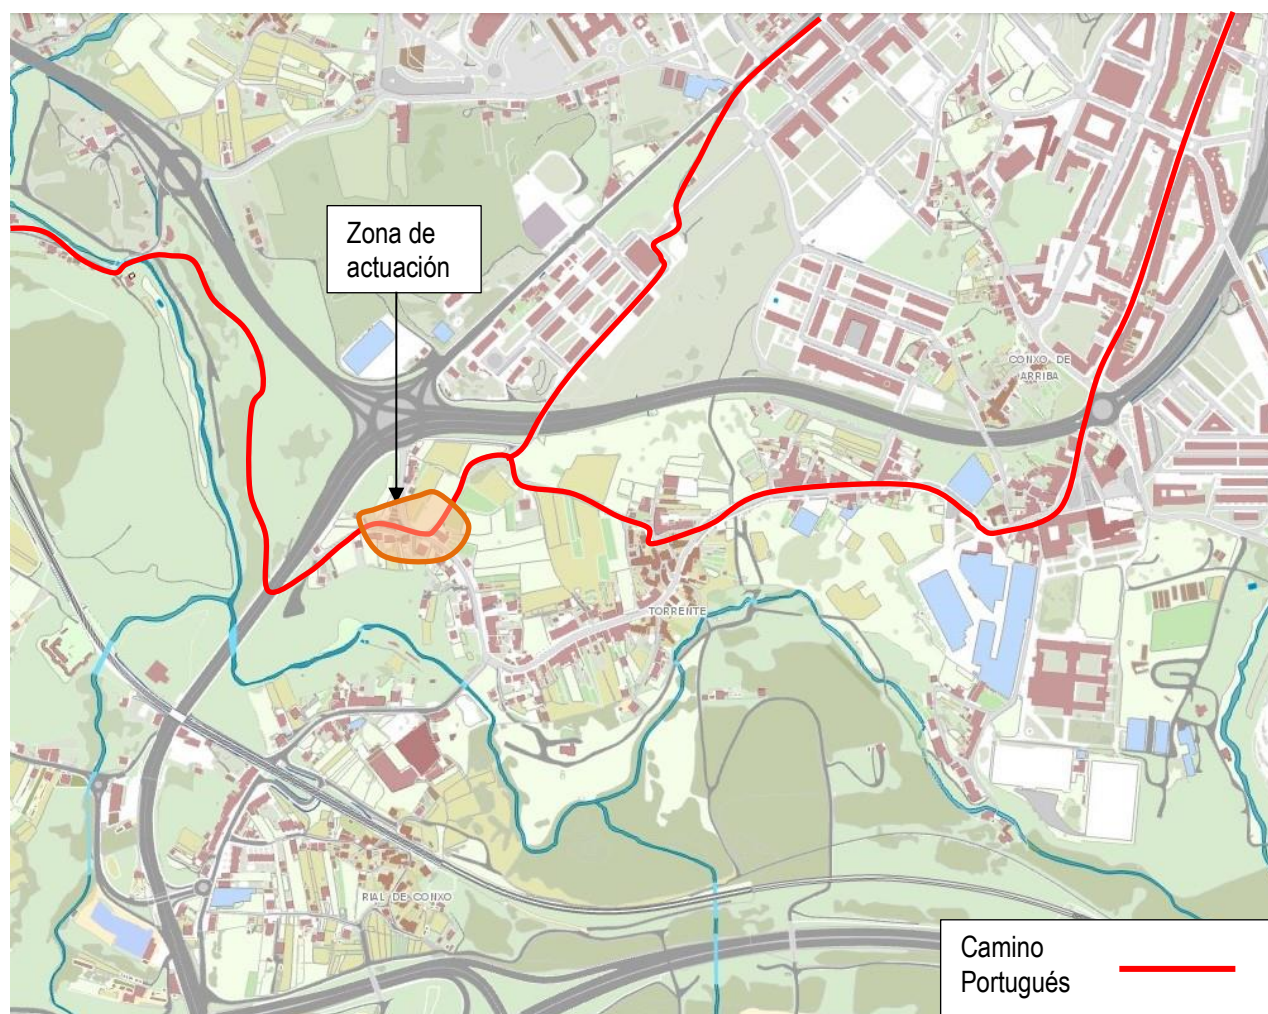 Zona de
actuación
CONXO DE
ARRIBA
TORRENTE
RIAL DE CONXO
Camino
Portugués